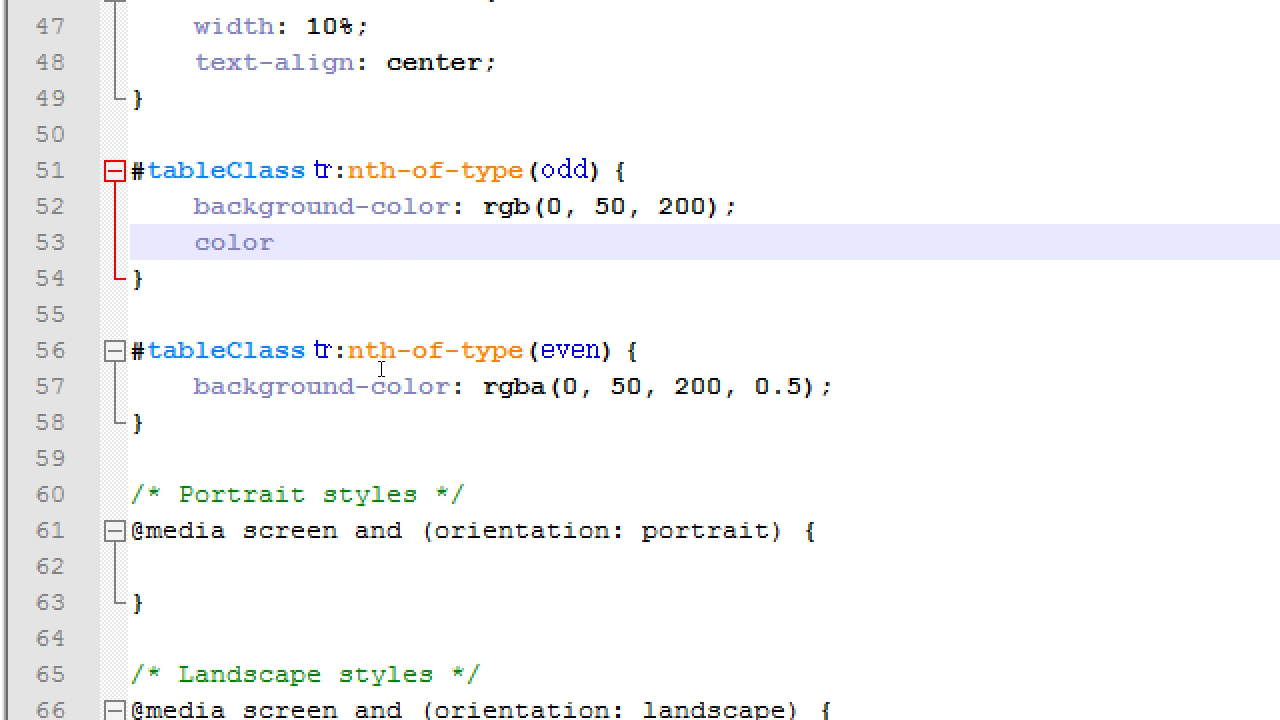 47 width: 10%;
48 text-align: center;
49 }
50
51 #tableClass tr:nth-of-type(odd) {
52 background-color: rgb(0, 50, 200);
53 color
54 }
55
56 #tableClass tr:nth-of-type(even) {
57 background-color: rgba(0, 50, 200, 0.5);
58 }
59
60 /* Portrait styles */
61 @media screen and (orientation: portrait) {
62
63 }
64
65 /* Landscape styles */
66 @media screen and (orientation: landscape) {